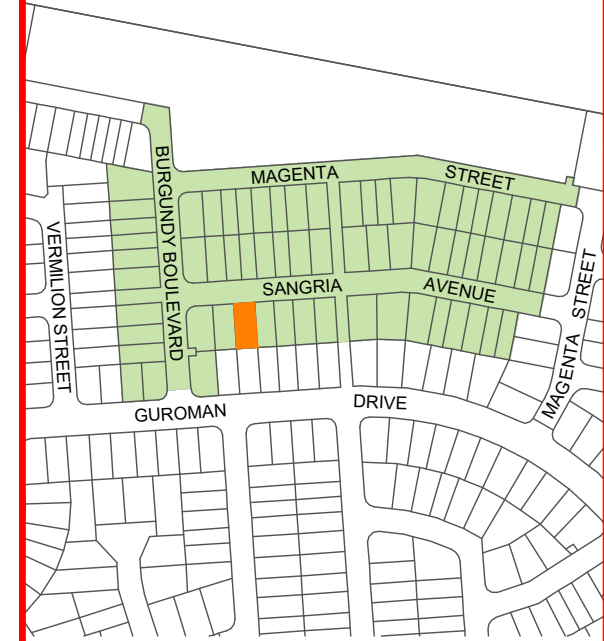 MAGENTA STREET
BURGUNDY BOULEVARD
SANGRIA AVENUE
VERMILION STREET
MAGENTA STREET
GUROMAN DRIVE